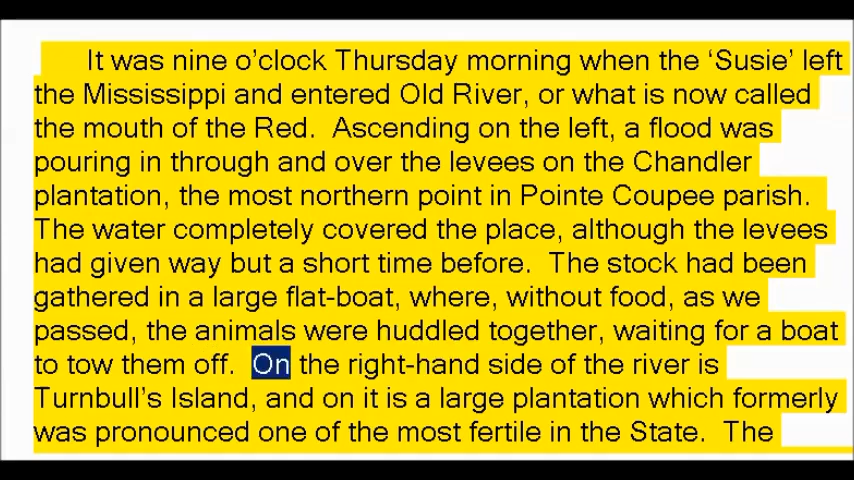 It was nine o’clock Thursday morning when the ‘Susie’ left
the Mississippi and entered Old River, or what is now called
the mouth of the Red.  Ascending on the left, a flood was
pouring in through and over the levees on the Chandler
plantation, the most northern point in Pointe Coupee parish.
The water completely covered the place, although the levees
had given way but a short time before.  The stock had been
gathered in a large flat-boat, where, without food, as we
passed, the animals were huddled together, waiting for a boat
to tow them off.  On the right-hand side of the river is
Turnbull’s Island, and on it is a large plantation which formerly
was pronounced one of the most fertile in the State.  The